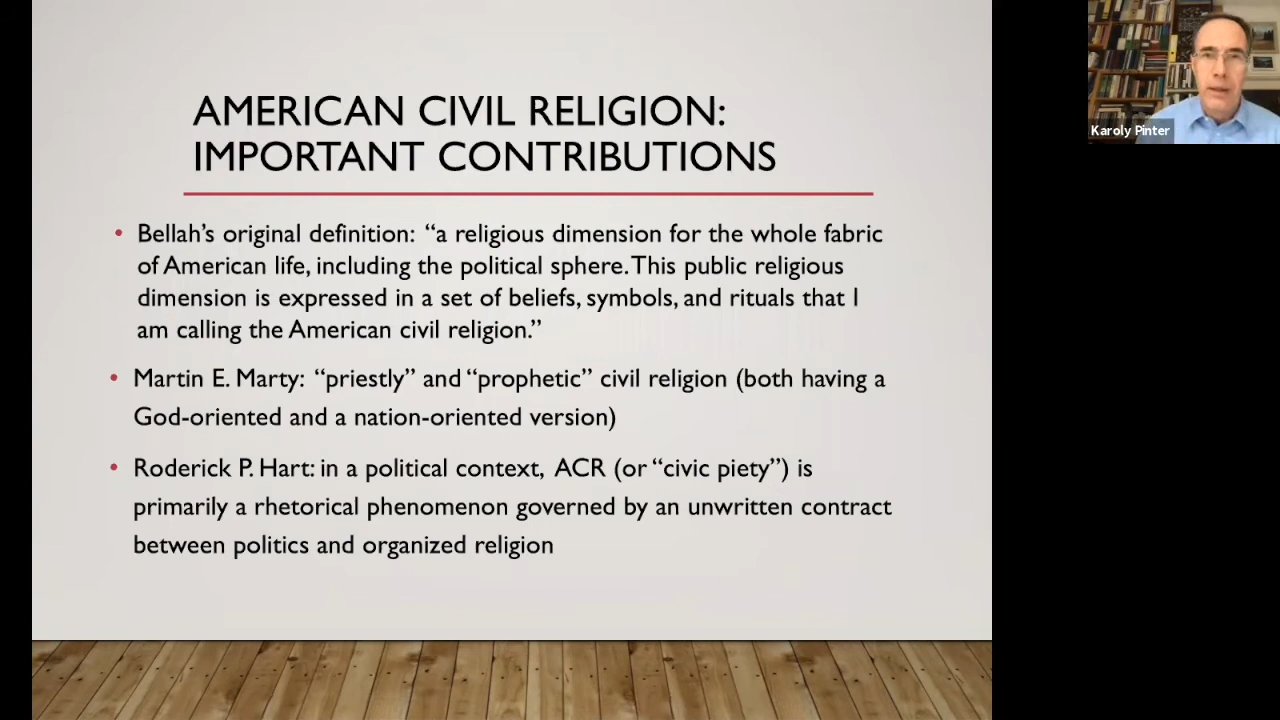 AMERICAN CIVIL RELIGION:
IMPORTANT CONTRIBUTIONS
• Bellah’s original definition: “a religious dimension for the whole fabric
of American life, including the political sphere. This public religious
dimension is expressed in a set of beliefs, symbols, and rituals that I
am calling the American civil religion.”
• Martin E. Marty: “priestly” and “prophetic” civil religion (both having a
God-oriented and a nation-oriented version)
• Roderick P. Hart: in a political context, ACR (or “civic piety”) is
primarily a rhetorical phenomenon governed by an unwritten contract
between politics and organized religion
Karoly Pinter